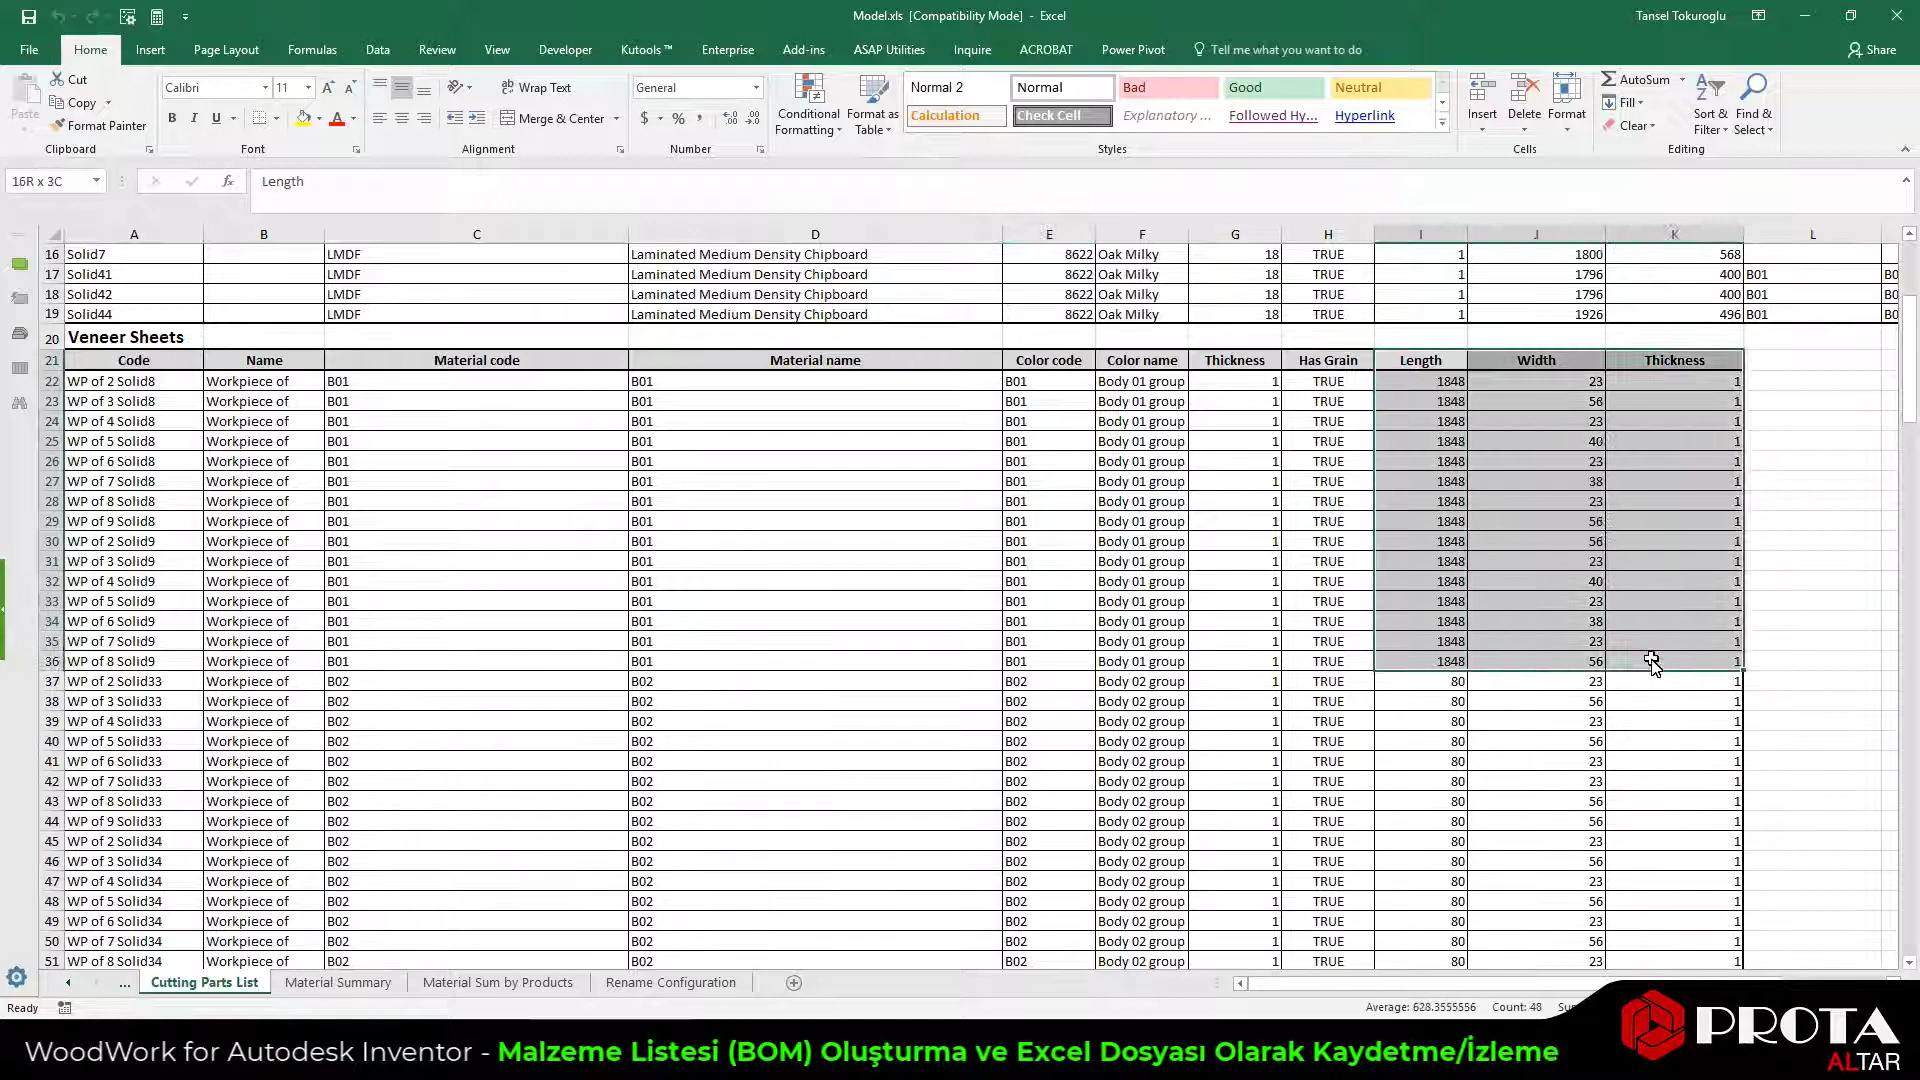 Model.xls [Compatibility Mode] - Excel
Tansel Tokuroglu
File Home Insert Page Layout Formulas Data Review View Developer Kutools ™ Enterprise Add-ins ASAP Utilities Inquire ACROBAT Power Pivot Tell me what you want to do Share
Paste
Cut
Copy
Format Painter
Clipboard
Calibri 11
B I U
Font
Wrap Text
Merge & Center
Alignment
General
$ % ,
Number
Conditional Formatting
Format as Table
Normal 2 Normal Bad Good Neutral
Calculation Check Cell Explanatory ... Followed Hy... Hyperlink
Styles
Insert Delete Format
Cells
AutoSum
Fill
Clear
Sort & Filter
Find & Select
Editing
16R x 3C fx Length
A B C D E F G H I J K L
16 Solid7 LMDF Laminated Medium Density Chipboard 8622 Oak Milky 18 TRUE 1 1800 568
17 Solid41 LMDF Laminated Medium Density Chipboard 8622 Oak Milky 18 TRUE 1 1796 400 B01 B0
18 Solid42 LMDF Laminated Medium Density Chipboard 8622 Oak Milky 18 TRUE 1 1796 400 B01 B0
19 Solid44 LMDF Laminated Medium Density Chipboard 8622 Oak Milky 18 TRUE 1 1926 496 B01 B0
20 Veneer Sheets
21 Code Name Material code Material name Color code Color name Thickness Has Grain Length Width Thickness
22 WP of 2 Solid8 Workpiece of B01 B01 B01 Body 01 group 1 TRUE 1848 23 1
23 WP of 3 Solid8 Workpiece of B01 B01 B01 Body 01 group 1 TRUE 1848 56 1
24 WP of 4 Solid8 Workpiece of B01 B01 B01 Body 01 group 1 TRUE 1848 23 1
25 WP of 5 Solid8 Workpiece of B01 B01 B01 Body 01 group 1 TRUE 1848 40 1
26 WP of 6 Solid8 Workpiece of B01 B01 B01 Body 01 group 1 TRUE 1848 23 1
27 WP of 7 Solid8 Workpiece of B01 B01 B01 Body 01 group 1 TRUE 1848 38 1
28 WP of 8 Solid8 Workpiece of B01 B01 B01 Body 01 group 1 TRUE 1848 23 1
29 WP of 9 Solid8 Workpiece of B01 B01 B01 Body 01 group 1 TRUE 1848 56 1
30 WP of 2 Solid9 Workpiece of B01 B01 B01 Body 01 group 1 TRUE 1848 56 1
31 WP of 3 Solid9 Workpiece of B01 B01 B01 Body 01 group 1 TRUE 1848 23 1
32 WP of 4 Solid9 Workpiece of B01 B01 B01 Body 01 group 1 TRUE 1848 40 1
33 WP of 5 Solid9 Workpiece of B01 B01 B01 Body 01 group 1 TRUE 1848 23 1
34 WP of 6 Solid9 Workpiece of B01 B01 B01 Body 01 group 1 TRUE 1848 38 1
35 WP of 7 Solid9 Workpiece of B01 B01 B01 Body 01 group 1 TRUE 1848 23 1
36 WP of 8 Solid9 Workpiece of B01 B01 B01 Body 01 group 1 TRUE 1848 56 1
37 WP of 2 Solid33 Workpiece of B02 B02 B02 Body 02 group 1 TRUE 80 23 1
38 WP of 3 Solid33 Workpiece of B02 B02 B02 Body 02 group 1 TRUE 80 56 1
39 WP of 4 Solid33 Workpiece of B02 B02 B02 Body 02 group 1 TRUE 80 23 1
40 WP of 5 Solid33 Workpiece of B02 B02 B02 Body 02 group 1 TRUE 80 56 1
41 WP of 6 Solid33 Workpiece of B02 B02 B02 Body 02 group 1 TRUE 80 23 1
42 WP of 7 Solid33 Workpiece of B02 B02 B02 Body 02 group 1 TRUE 80 23 1
43 WP of 8 Solid33 Workpiece of B02 B02 B02 Body 02 group 1 TRUE 80 56 1
44 WP of 9 Solid33 Workpiece of B02 B02 B02 Body 02 group 1 TRUE 80 56 1
45 WP of 2 Solid34 Workpiece of B02 B02 B02 Body 02 group 1 TRUE 80 23 1
46 WP of 3 Solid34 Workpiece of B02 B02 B02 Body 02 group 1 TRUE 80 56 1
47 WP of 4 Solid34 Workpiece of B02 B02 B02 Body 02 group 1 TRUE 80 23 1
48 WP of 5 Solid34 Workpiece of B02 B02 B02 Body 02 group 1 TRUE 80 56 1
49 WP of 6 Solid34 Workpiece of B02 B02 B02 Body 02 group 1 TRUE 80 23 1
50 WP of 7 Solid34 Workpiece of B02 B02 B02 Body 02 group 1 TRUE 80 56 1
51 WP of 8 Solid34 Workpiece of B02 B02 B02 Body 02 group 1 TRUE 80 23 1
... Cutting Parts List Material Summary Material Sum by Products Rename Configuration
Ready Average: 628.3555556 Count: 48
PROTA
ALTAR
WoodWork for Autodesk Inventor - Malzeme Listesi (BOM) Oluşturma ve Excel Dosyası Olarak Kaydetme/İzleme